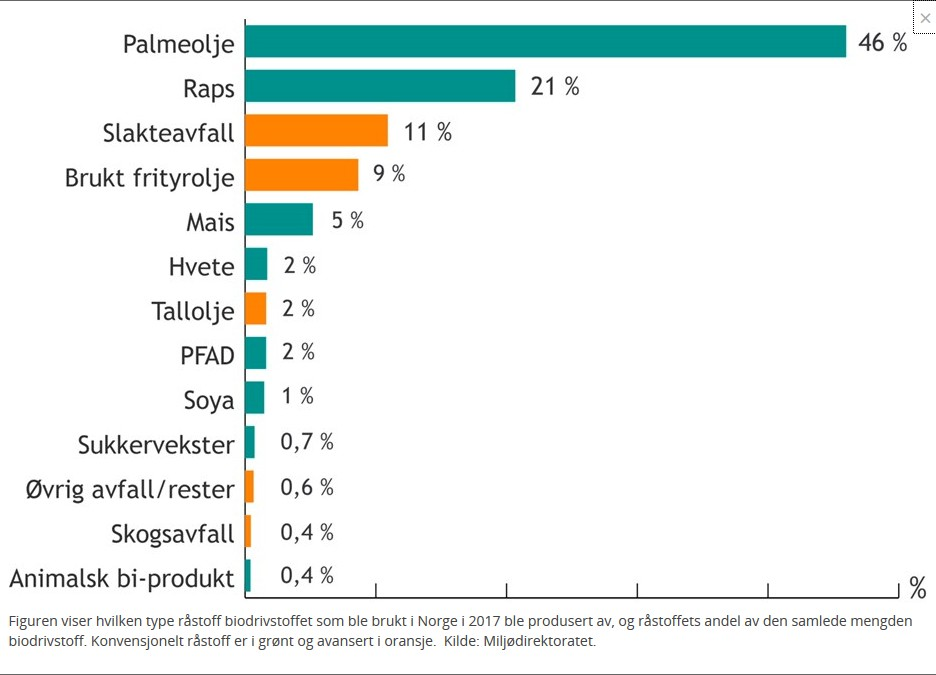 Palmeolje 46 %
Raps 21 %
Slakteavfall 11 %
Brukt frityrolje 9 %
Mais 5 %
Hvete 2 %
Tallolje 2 %
PFAD 2 %
Soya 1 %
Sukkervekster 0,7 %
Øvrig avfall/rester 0,6 %
Skogsavfall 0,4 %
Animalsk bi-produkt 0,4 %
%
Figuren viser hvilken type råstoff biodrivstoffet som ble brukt i Norge i 2017 ble produsert av, og råstoffets andel av den samlede mengden
biodrivstoff. Konvensjonelt råstoff er i grønt og avansert i oransje. Kilde: Miljødirektoratet.